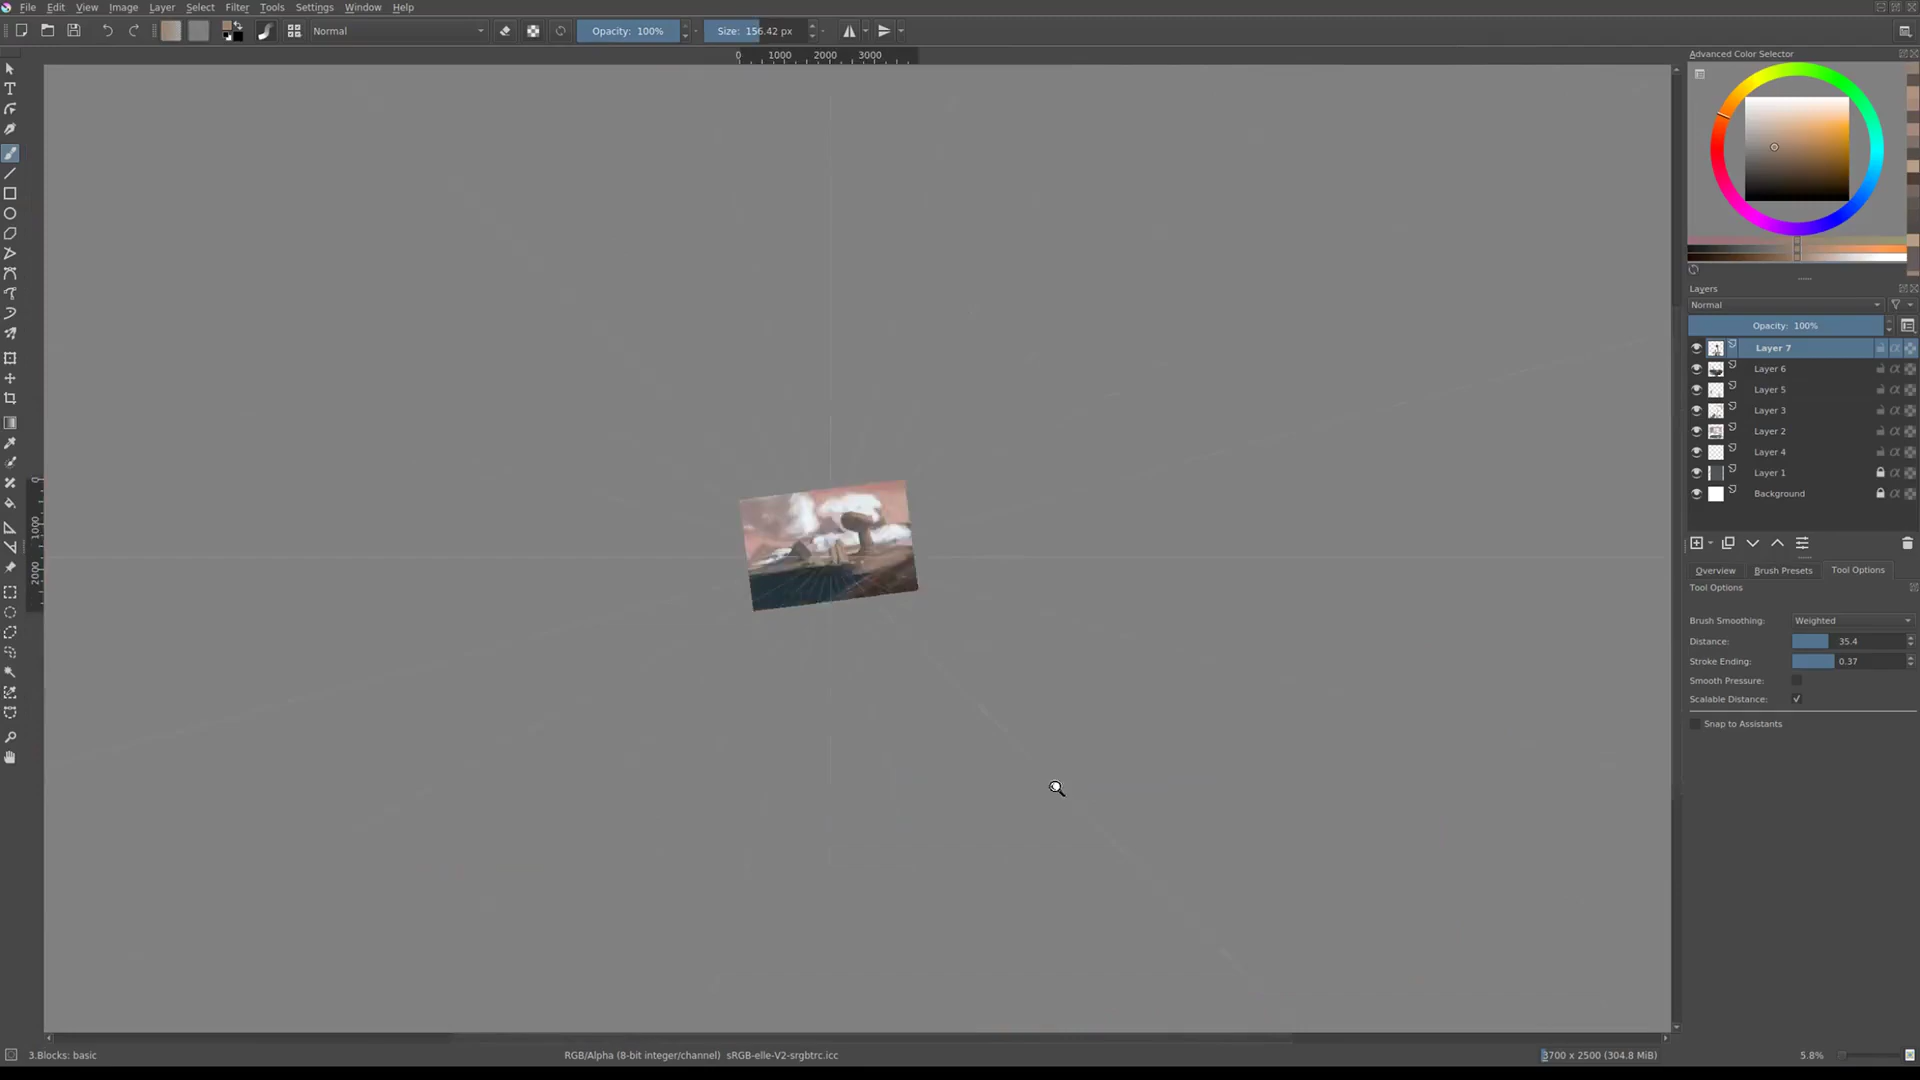 File Edit View Image Layer Select Filter Tools Settings Window Help
Normal Opacity: 100% Size: 156.42 px
0 1000 2000 3000
Advanced Color Selector
Layers
Normal
Opacity: 100%
Layer 7
Layer 6
Layer 5
Layer 3
Layer 2
Layer 4
Layer 1
Background
0
1000
2000
Overview Brush Presets Tool Options
Tool Options
Brush Smoothing: Weighted
Distance: 35.4
Stroke Ending: 0.37
Smooth Pressure:
Scalable Distance:
Snap to Assistants
3.Blocks: basic RGB/Alpha (8-bit integer/channel) sRGB-elle-V2-srgbtrc.icc 3700 x 2500 (304.8 MiB) 5.8%